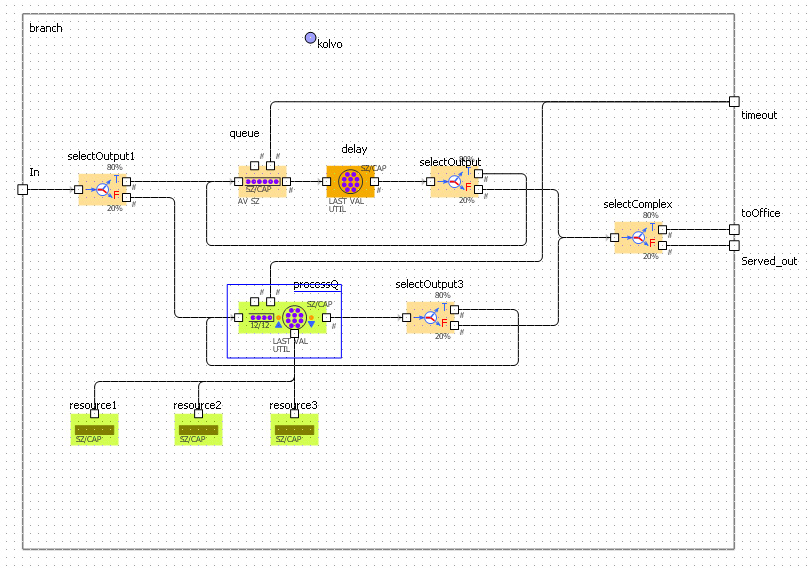 branch
kolvo
timeout
queue
#
#
selectOutput1
80%
T
#
F
#
20%
In
SZ/CAP
#
AV SZ
delay
SZ/CAP
#
LAST VAL
UTIL
selectOutput
80%
T
#
F
#
20%
selectComplex
80%
T
#
F
#
20%
toOffice
Served_out
#
#
processQ
SZ/CAP
12/12
#
LAST VAL
UTIL
selectOutput3
80%
T
#
F
#
20%
resource1
SZ/CAP
resource2
SZ/CAP
resource3
SZ/CAP